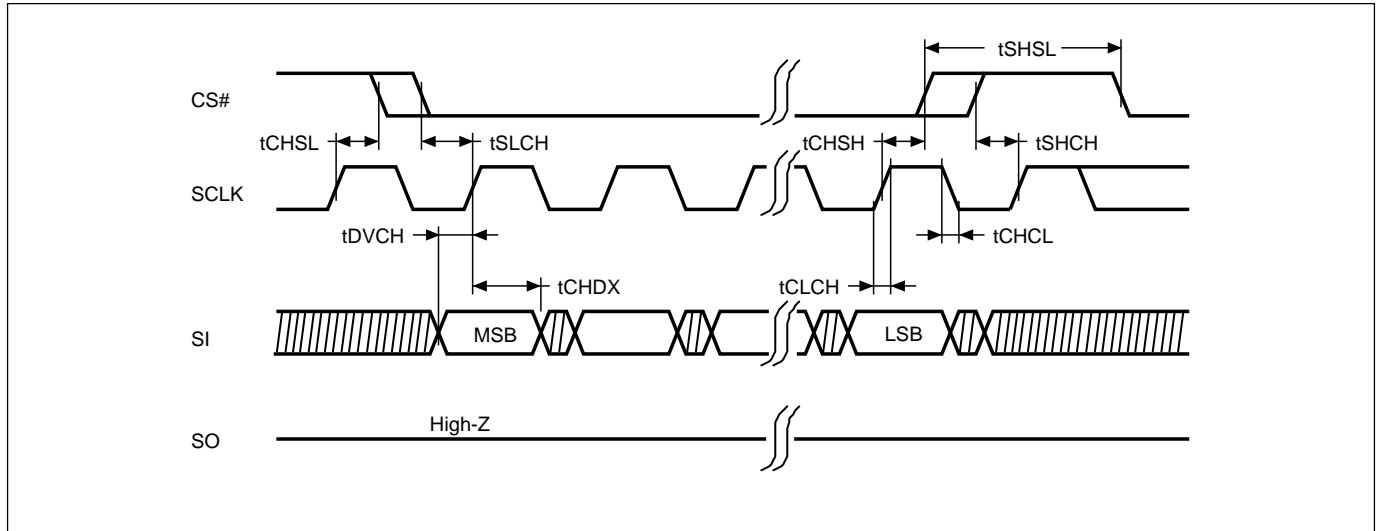 tSHSL
CS#
tCHSL
tSLCH
tCHSH
tSHCH
SCLK
tDVCH
tCHCL
tCHDX
tCLCH
SI
MSB
LSB
High-Z
SO